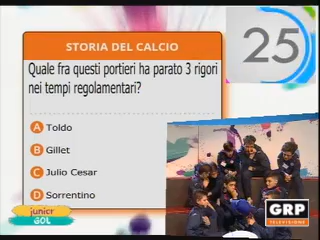 STORIA DEL CALCIO
25
Quale fra questi portieri ha parato 3 rigori
nei tempi regolamentari?
A Toldo
B Gillet
C Julio Cesar
D Sorrentino
junior
GOL
GRP
TELEVISIONE